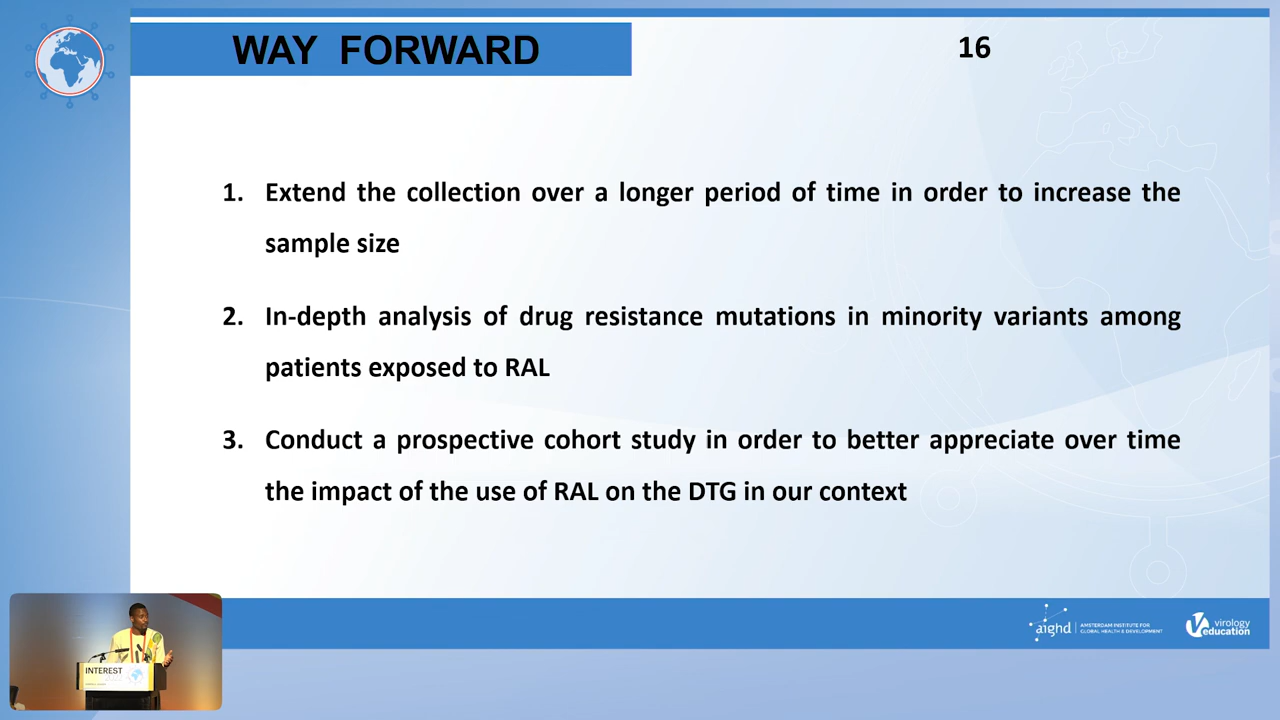 WAY FORWARD
16
1. Extend the collection over a longer period of time in order to increase the
sample size
2. In-depth analysis of drug resistance mutations in minority variants among
patients exposed to RAL
3. Conduct a prospective cohort study in order to better appreciate over time
the impact of the use of RAL on the DTG in our context
INTEREST
aighd
AMSTERDAM INSTITUTE FOR
GLOBAL HEALTH & DEVELOPMENT
virology
education